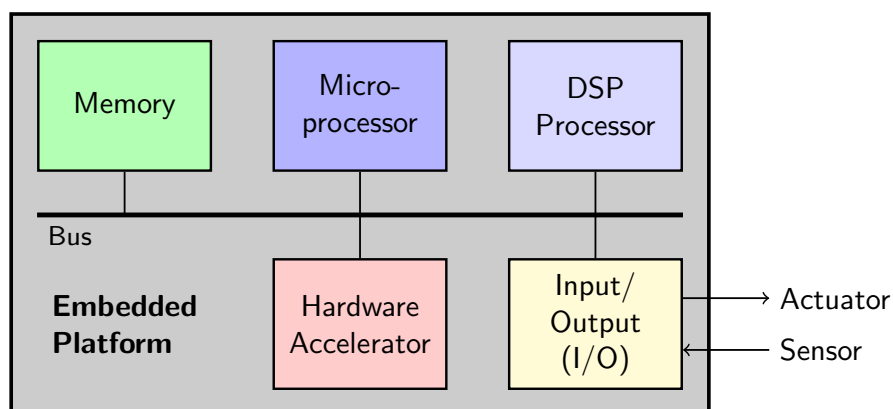 Memory
Micro-
processor
DSP
Processor
Bus
Embedded
Platform
Hardware
Accelerator
Input/
Output
(I/O)
Actuator
Sensor